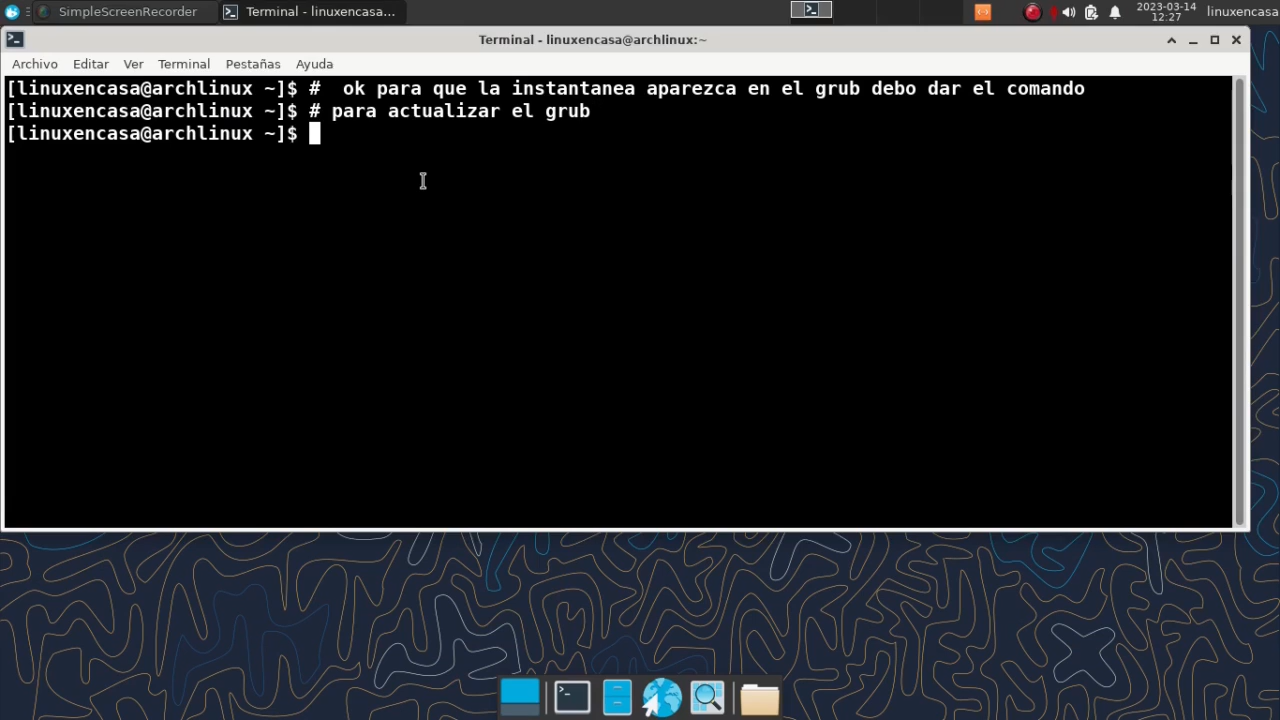 SimpleScreenRecorder
Terminal - linuxencasa...
2023-03-14
12:27
linuxencasa
Terminal - linuxencasa@archlinux:~
Archivo Editar Ver Terminal Pestañas Ayuda
[linuxencasa@archlinux ~]$ #  ok para que la instantanea aparezca en el grub debo dar el comando
[linuxencasa@archlinux ~]$ # para actualizar el grub
[linuxencasa@archlinux ~]$